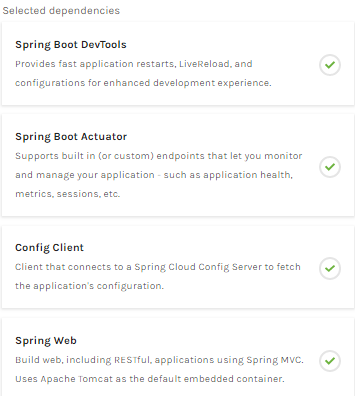 Selected dependencies
Spring Boot DevTools
Provides fast application restarts, LiveReload, and
configurations for enhanced development experience.
Spring Boot Actuator
Supports built in (or custom) endpoints that let you monitor
and manage your application - such as application health,
metrics, sessions, etc.
Config Client
Client that connects to a Spring Cloud Config Server to fetch
the application's configuration.
Spring Web
Build web, including RESTful, applications using Spring MVC.
Uses Apache Tomcat as the default embedded container.